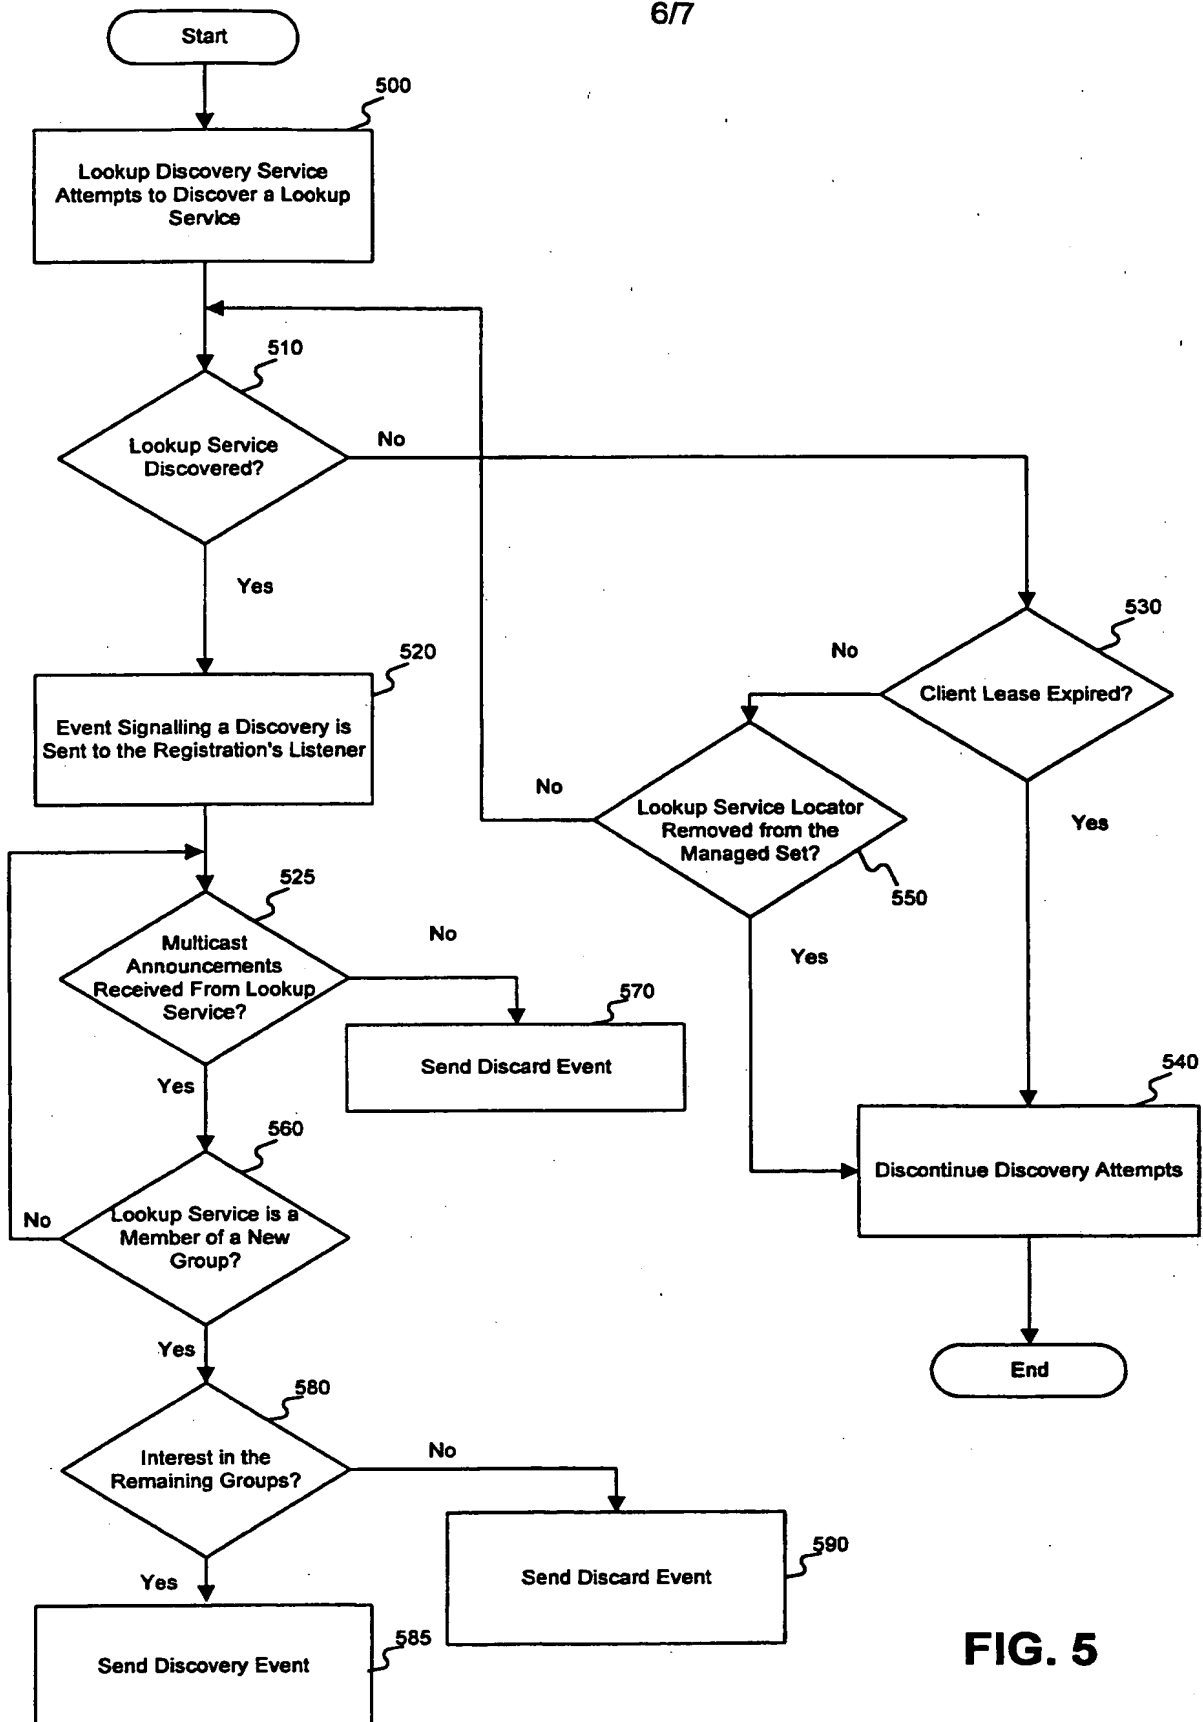 6/7
Start
500
Lookup Discovery Service
Attempts to Discover a Lookup
Service
510
Lookup Service
Discovered?
No
Yes
530
Client Lease Expired?
No
Yes
520
Event Signalling a Discovery is
Sent to the Registration's Listener
No
Lookup Service Locator
Removed from the
Managed Set?
550
Yes
525
Multicast
Announcements
Received From Lookup
Service?
No
570
Send Discard Event
Yes
540
Discontinue Discovery Attempts
560
Lookup Service is a
Member of a New
Group?
No
Yes
End
580
Interest in the
Remaining Groups?
No
590
Send Discard Event
Yes
585
Send Discovery Event
FIG. 5